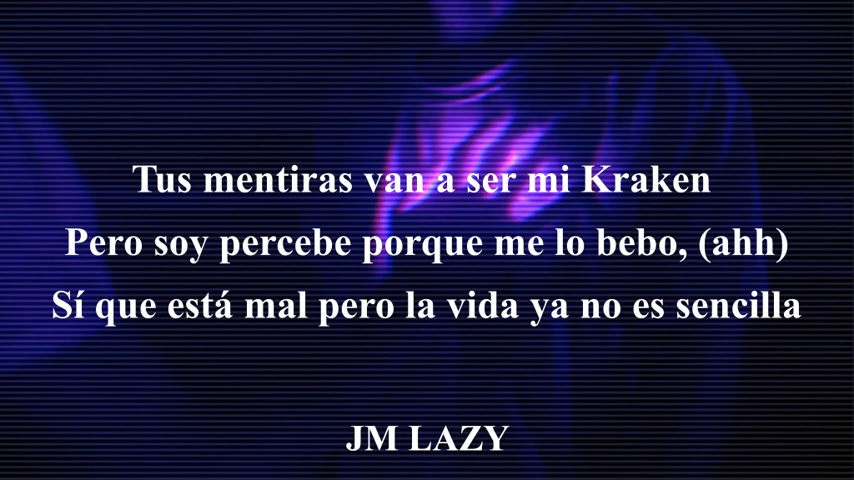 Tus mentiras van a ser mi Kraken
Pero soy percebe porque me lo bebo, (ahh)
Sí que está mal pero la vida ya no es sencilla
JM LAZY